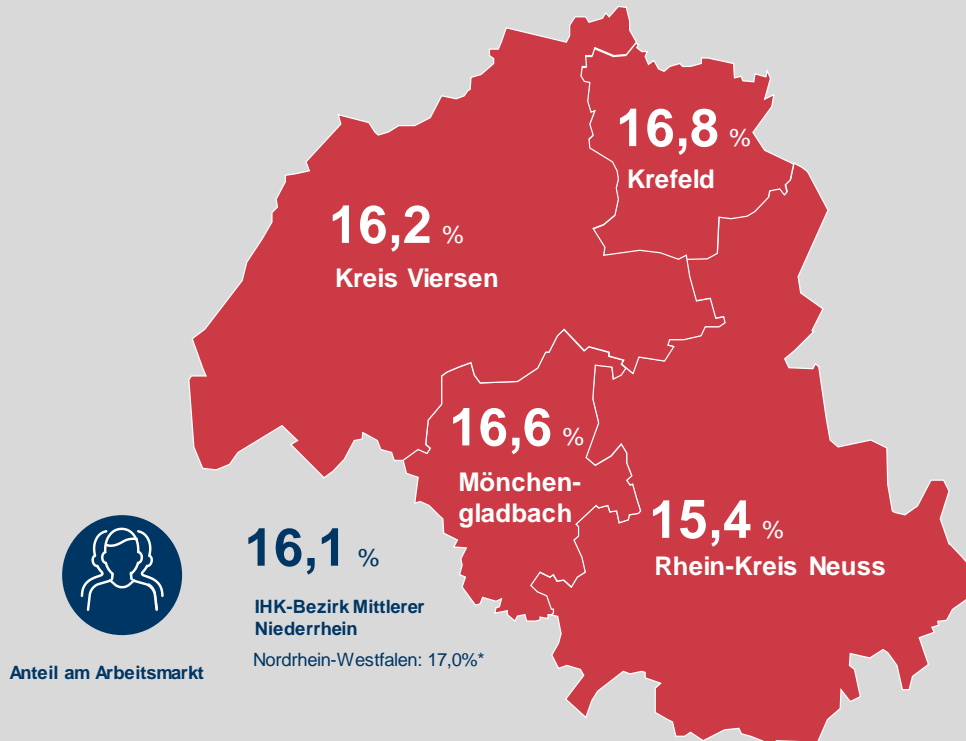 16,8 %
Krefeld
16,2 %
Kreis Viersen
16,6 %
Mönchen-
gladbach
15,4 %
Rhein-Kreis Neuss
16,1 %
IHK-Bezirk Mittlerer
Niederrhein
Nordrhein-Westfalen: 17,0%*
Anteil am Arbeitsmarkt